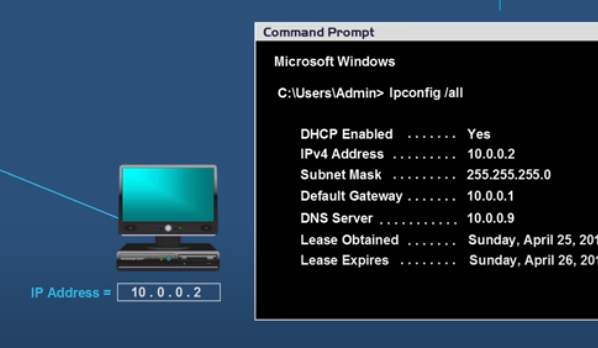 Command Prompt
Microsoft Windows
C:\Users\Admin> Ipconfig /all
DHCP Enabled ....... Yes
IPv4 Address ......... 10.0.0.2
Subnet Mask ......... 255.255.255.0
Default Gateway....... 10.0.0.1
DNS Server ........... 10.0.0.9
Lease Obtained ....... Sunday, April 25, 201
Lease Expires ........ Sunday, April 26, 201
IP Address = 10.0.0.2